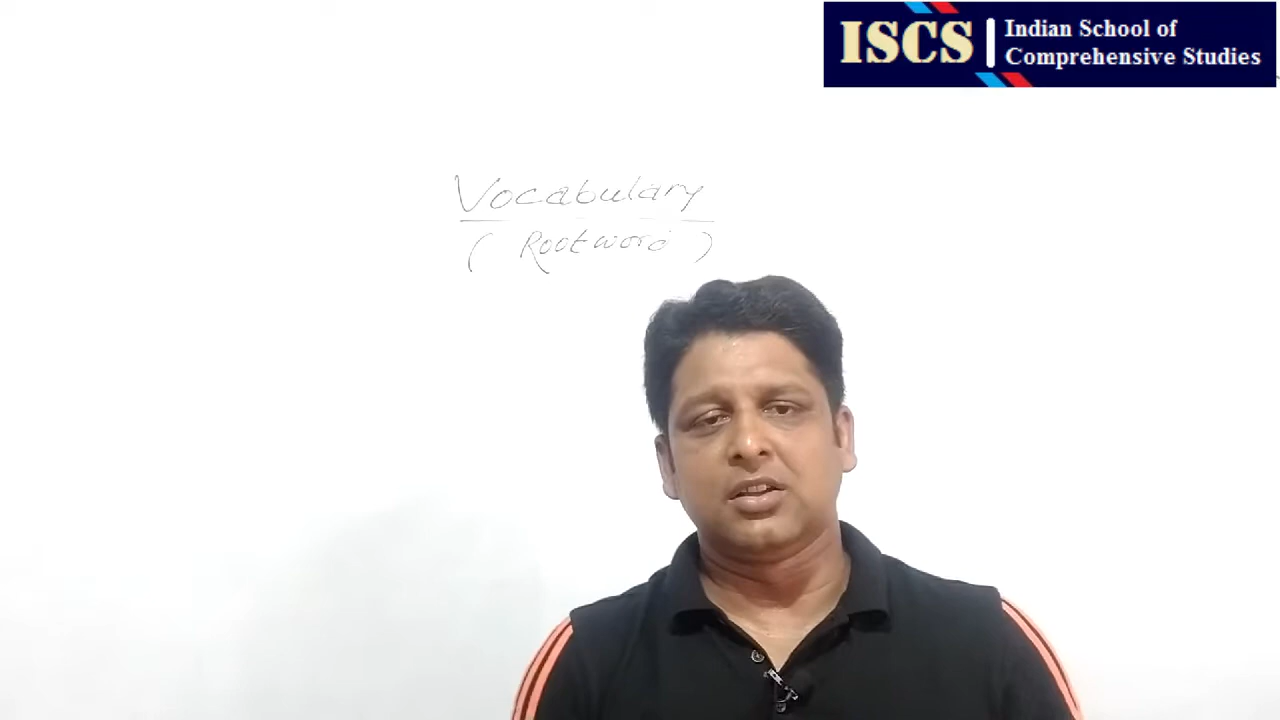 ISCS
Indian School of
Comprehensive Studies
Vocabulary
( Rootword )